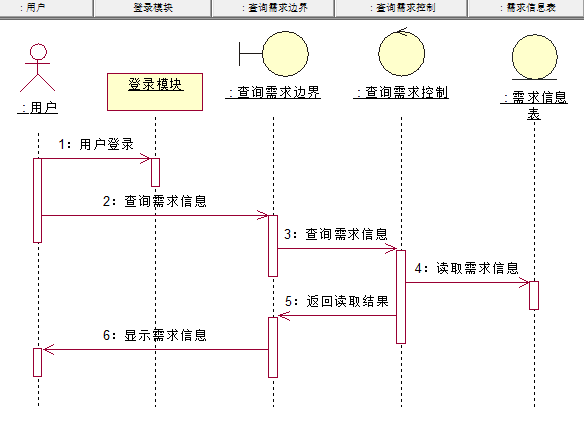 : 用户
登录模块
: 查询需求边界
: 查询需求控制
: 需求信息表
: 用户
登录模块
: 查询需求边界
: 查询需求控制
: 需求信息
表
1: 用户登录
2: 查询需求信息
3: 查询需求信息
4: 读取需求信息
5: 返回读取结果
6: 显示需求信息